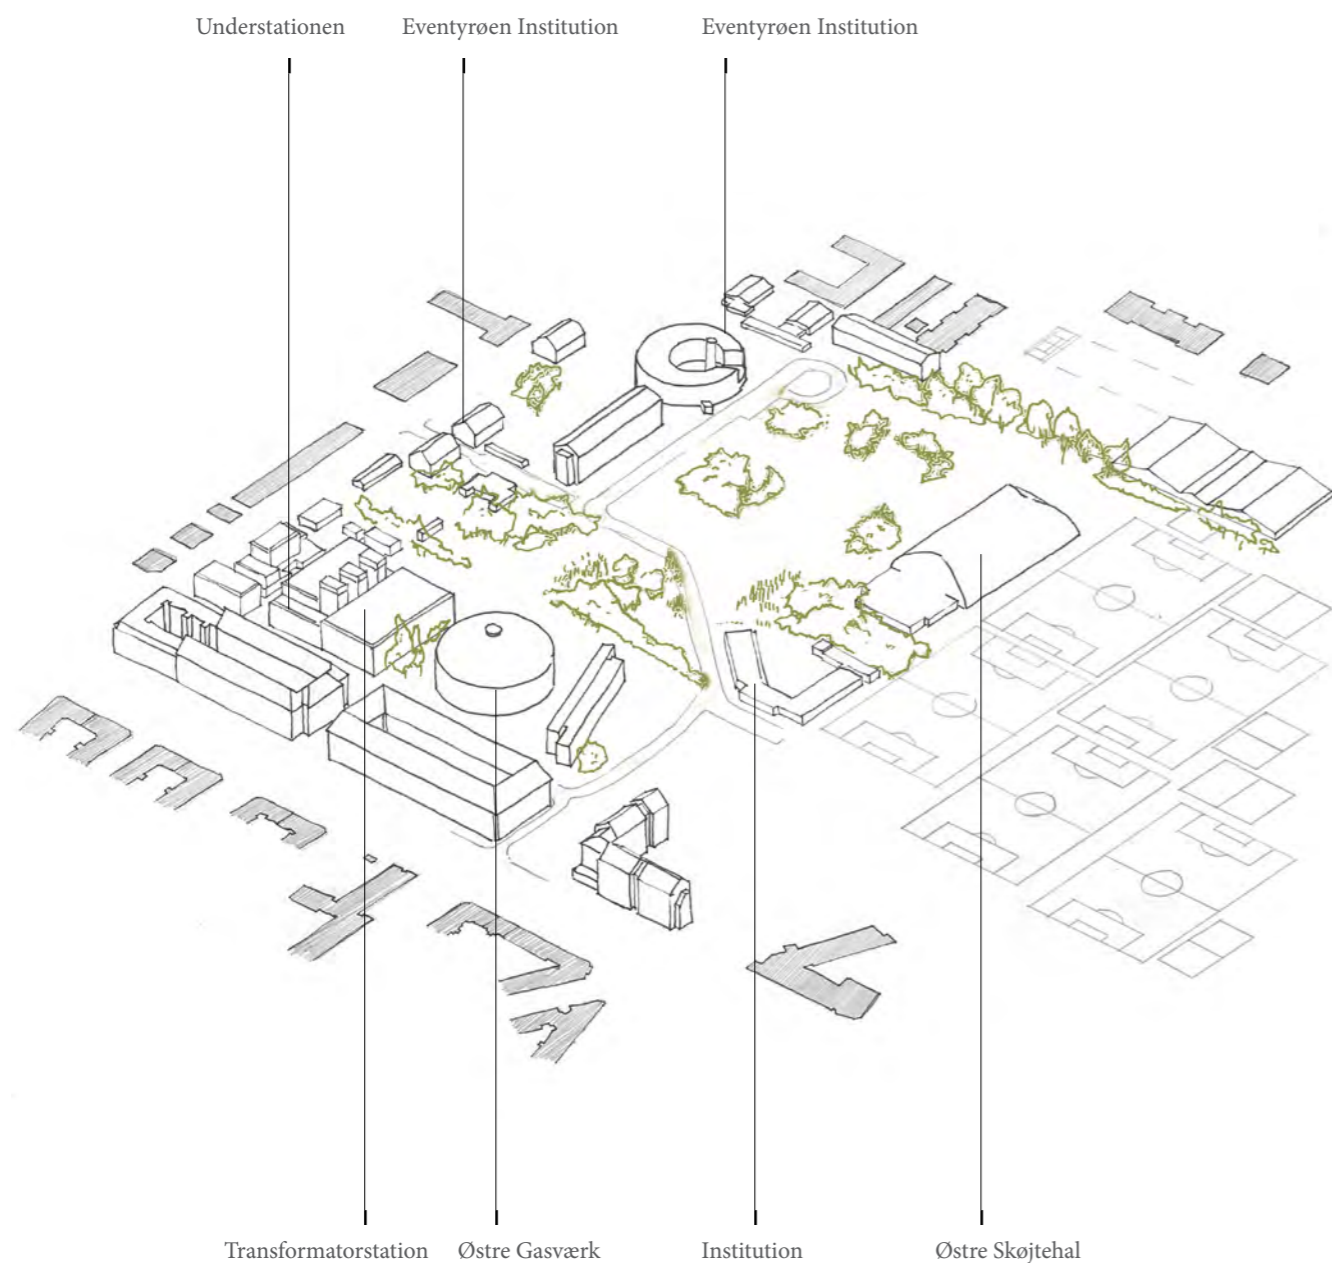 Understationen
Eventyrøen Institution
Eventyrøen Institution
Transformatorstation
Østre Gasværk
Institution
Østre Skøjtehal